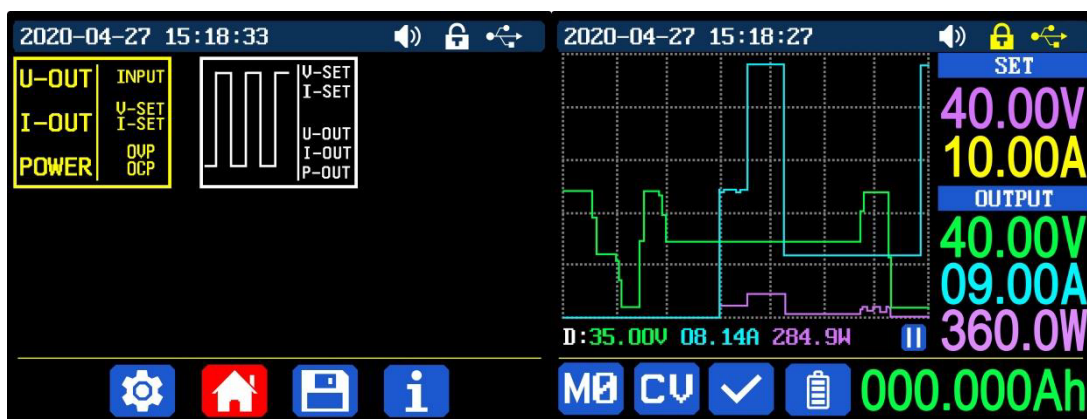 2020-04-27 15:18:33
U-OUT
I-OUT
POWER
INPUT
V-SET
I-SET
OVP
OCP
V-SET
I-SET
U-OUT
I-OUT
P-OUT
i
2020-04-27 15:18:27
SET
40.00V
10.00A
OUTPUT
40.00V
09.00A
360.0W
D:35.00V 08.14A 284.9W
M0 CV 000.000Ah